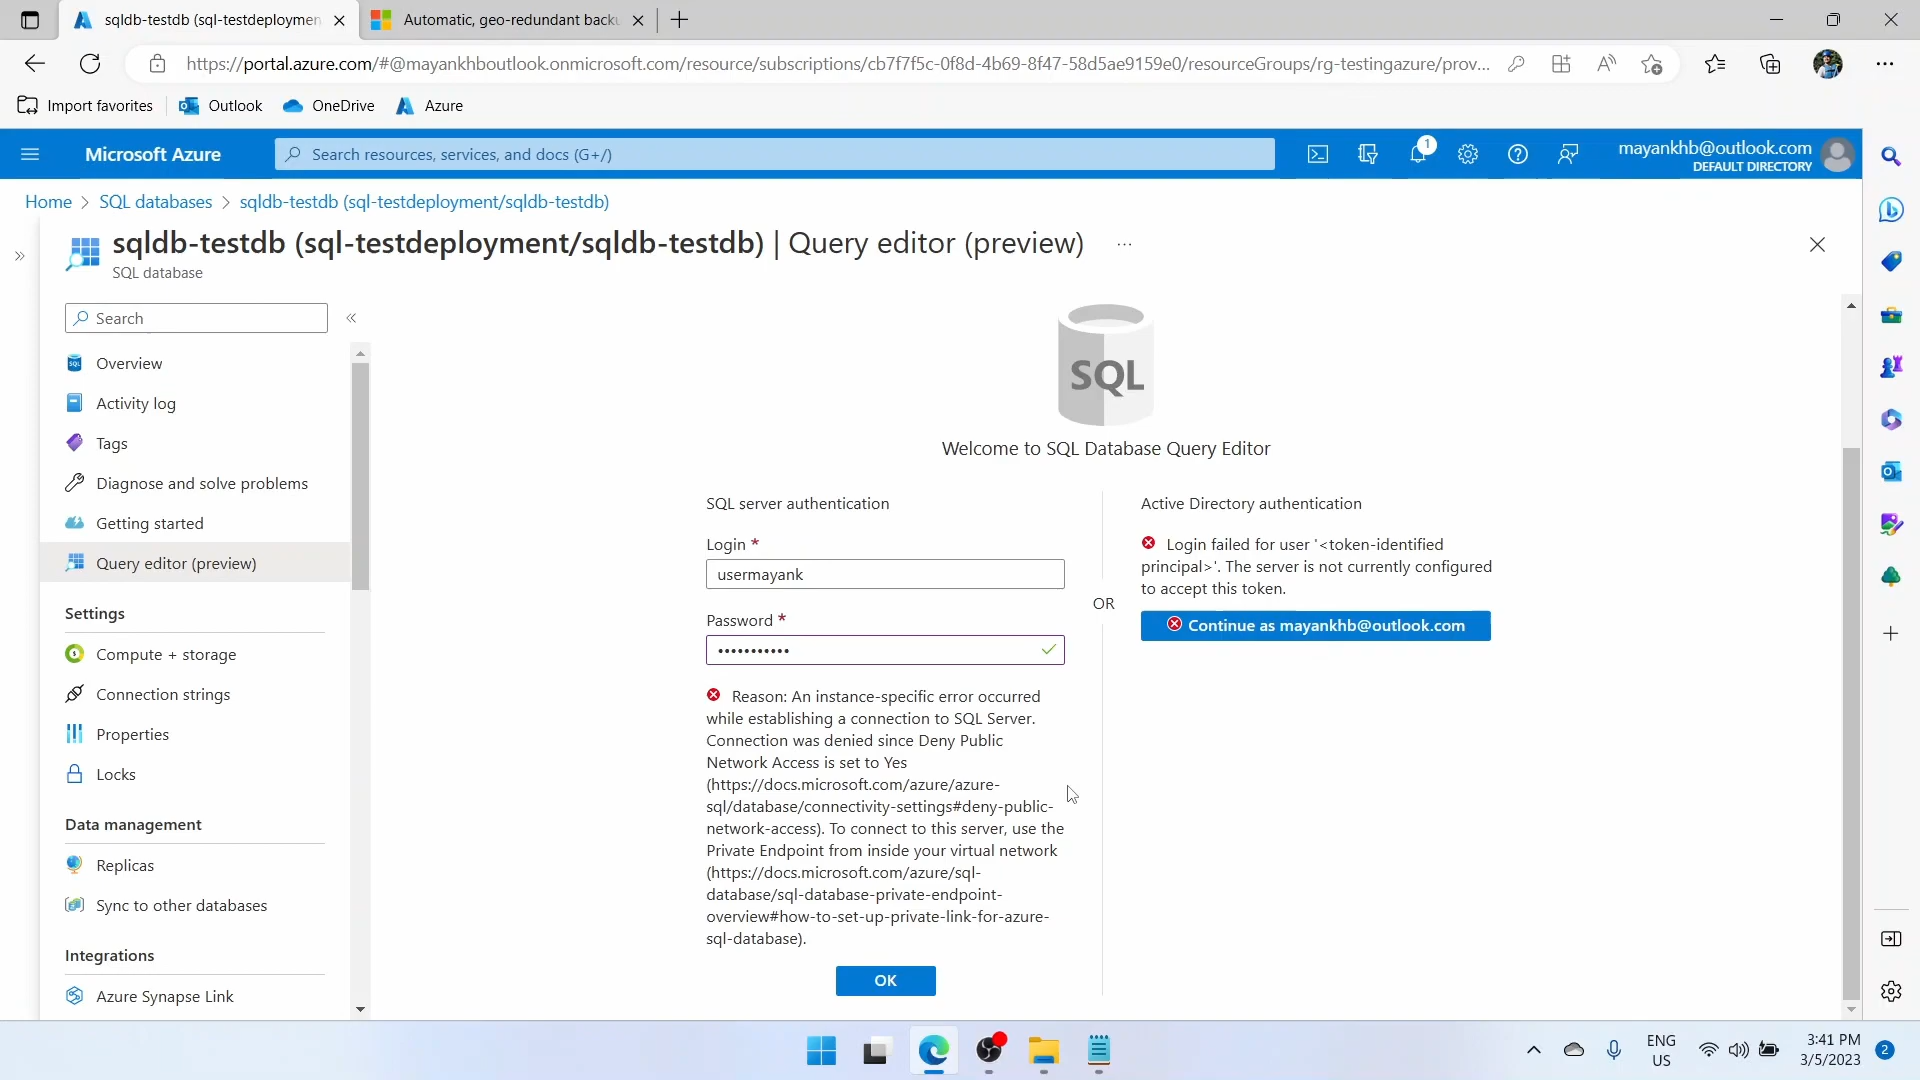 sqldb-testdb (sql-testdeploymen
Automatic, geo-redundant backu
https://portal.azure.com/#@mayankhboutlook.onmicrosoft.com/resource/subscriptions/cb7f7f5c-0f8d-4b69-8f47-58d5ae9159e0/resourceGroups/rg-testingazure/prov...
Import favorites
Outlook
OneDrive
Azure
Microsoft Azure
Search resources, services, and docs (G+/)
1
mayankhb@outlook.com
DEFAULT DIRECTORY
Home > SQL databases > sqldb-testdb (sql-testdeployment/sqldb-testdb)
sqldb-testdb (sql-testdeployment/sqldb-testdb) | Query editor (preview) ...
SQL database
Search
Overview
Activity log
Tags
Diagnose and solve problems
Getting started
Query editor (preview)
Settings
Compute + storage
Connection strings
Properties
Locks
Data management
Replicas
Sync to other databases
Integrations
Azure Synapse Link
SQL
Welcome to SQL Database Query Editor
SQL server authentication
Login *
usermayank
Password *
•••••••••••
Reason: An instance-specific error occurred
while establishing a connection to SQL Server.
Connection was denied since Deny Public
Network Access is set to Yes
(https://docs.microsoft.com/azure/azure-
sql/database/connectivity-settings#deny-public-
network-access). To connect to this server, use the
Private Endpoint from inside your virtual network
(https://docs.microsoft.com/azure/sql-
database/sql-database-private-endpoint-
overview#how-to-set-up-private-link-for-azure-
sql-database).
OK
OR
Active Directory authentication
Login failed for user '<token-identified
principal>'. The server is not currently configured
to accept this token.
Continue as mayankhb@outlook.com
ENG
US
3:41 PM
3/5/2023
2